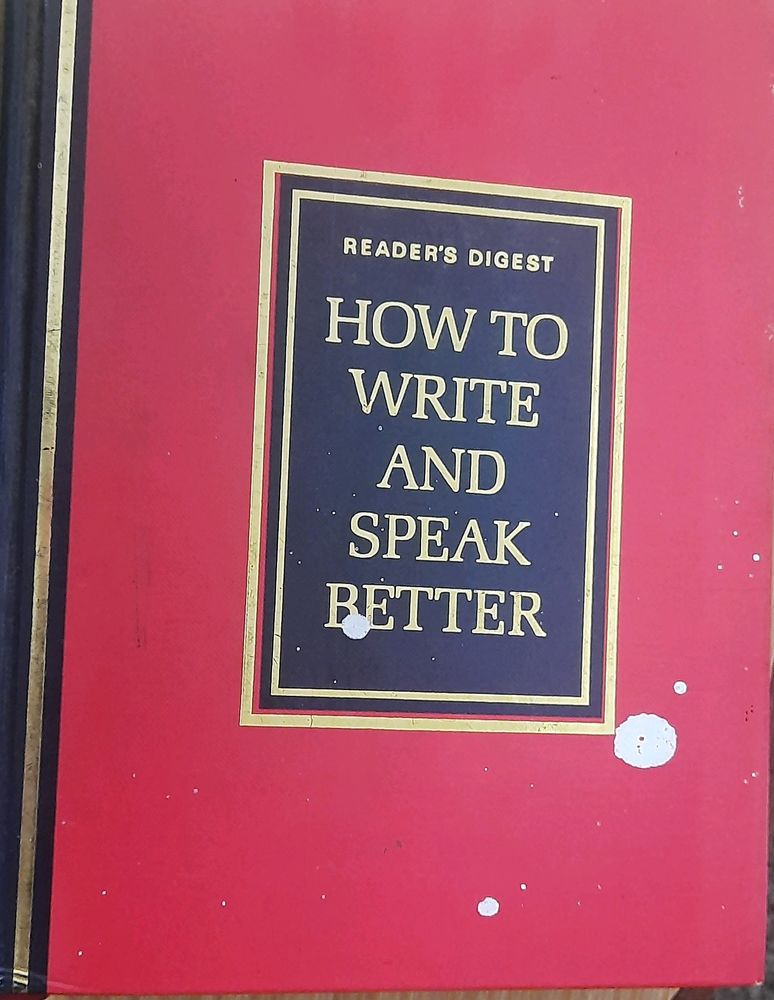 READER'S DIGEST
HOW TO
WRITE
AND
SPEAK
BETTER